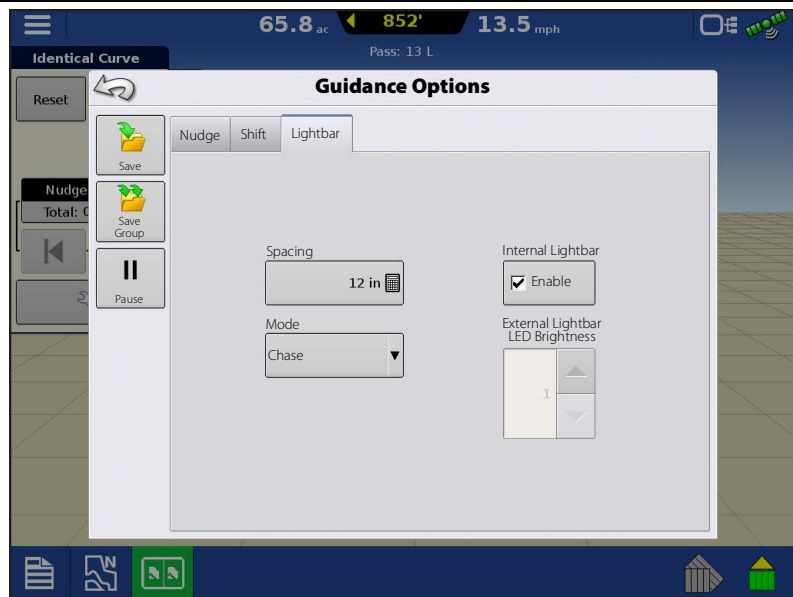 65.8 ac 852' 13.5 mph
Pass: 13 L
Identical Curve
Reset
Guidance Options
Save
Save
Group
Pause
Nudge Shift Lightbar
Nudge
Total:
Spacing
12 in
Mode
Chase
Internal Lightbar
Enable
External Lightbar
LED Brightness
1
N